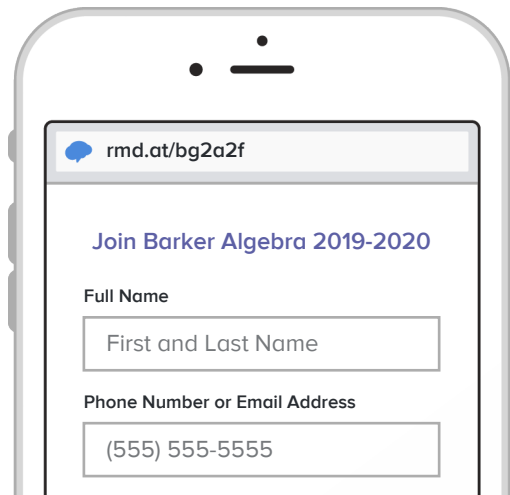 rmd.at/bg2a2f
Join Barker Algebra 2019-2020
Full Name
First and Last Name
Phone Number or Email Address
(555) 555-5555